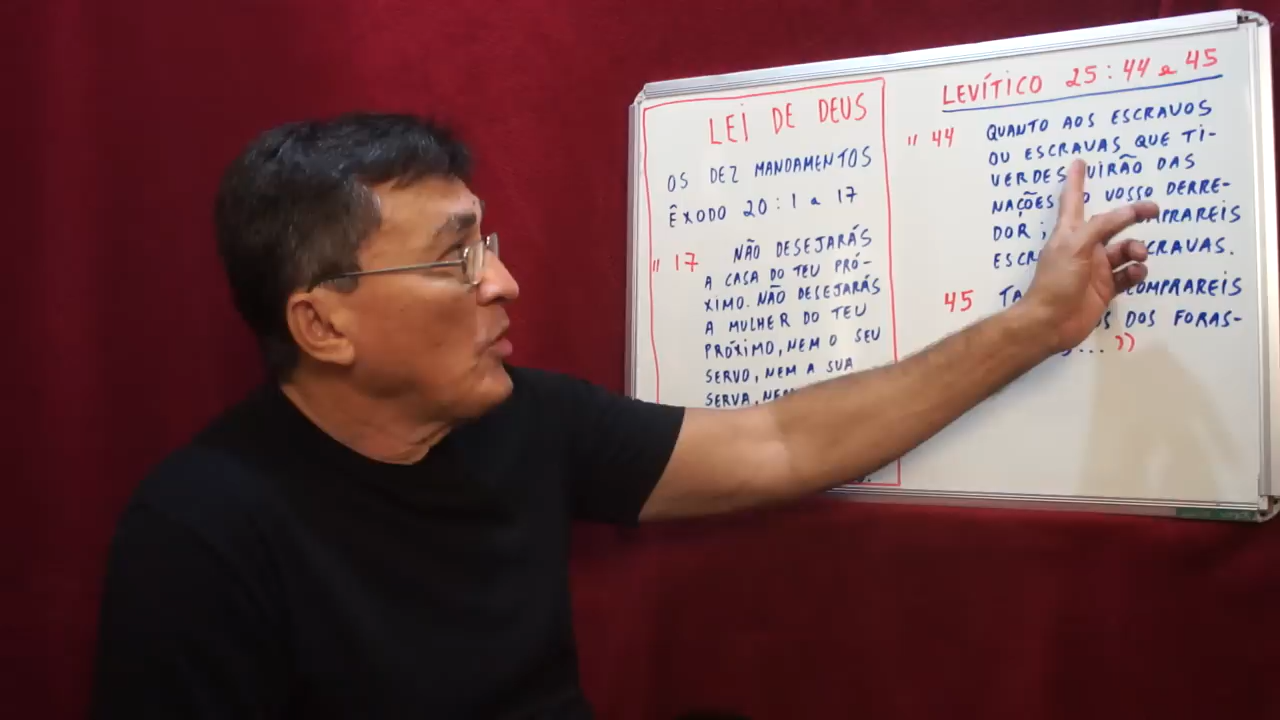 LEI DE DEUS
OS DEZ MANDAMENTOS
ÊXODO 20 : 1 a 17
" 17 NÃO DESEJARÁS
A CASA DO TEU PRÓ-
XIMO. NÃO DESEJARÁS
A MULHER DO TEU
PRÓXIMO, NEM O SEU
SERVO, NEM A SUA
SERVA,
LEVÍTICO 25 : 44 e 45
" 44 QUANTO AOS ESCRAVOS
OU ESCRAVAS QUE TI-
VERDES, VIRÃO DAS
NAÇÕES VOSSO DERRE-
DOR;
45 COMPRAREIS
DOS FORAS-
... "